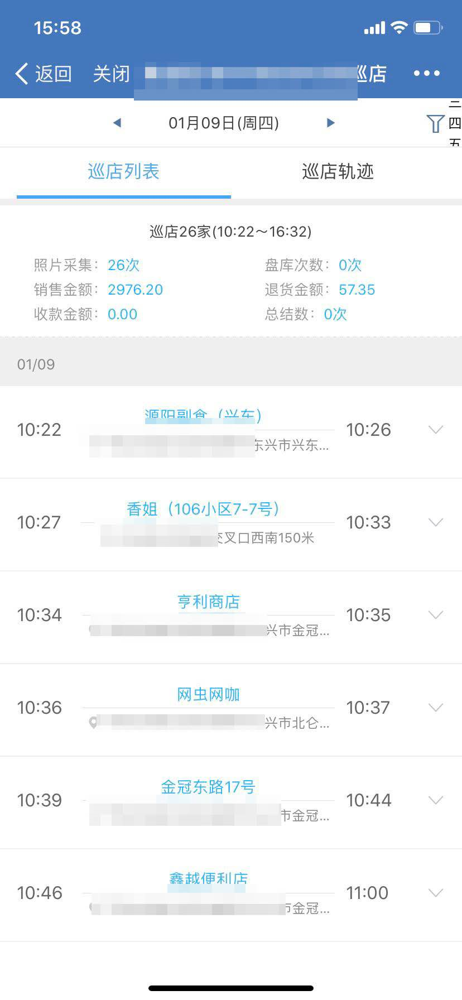 15:58
返回 关闭 巡店
01月09日(周四)
三
四
五
巡店列表 巡店轨迹
巡店26家(10:22～16:32)
照片采集：26次 盘库次数：0次
销售金额：2976.20 退货金额：57.35
收款金额：0.00 总结数：0次
01/09
源阳副食（兴东）
10:22 10:26
东兴市兴东...
香姐（106小区7-7号）
10:27 10:33
交叉口西南150米
亨利商店
10:34 10:35
兴市金冠...
网虫网咖
10:36 10:37
兴市北仑...
金冠东路17号
10:39 10:44
市金冠...
鑫越便利店
10:46 11:00
市金冠...